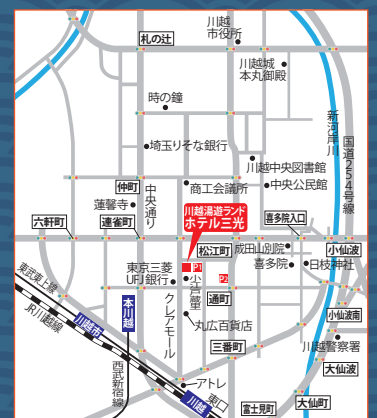 川越
市役所
札の辻
川越城
本丸御殿
時の鐘
新河岸川
国道254号線
埼玉りそな銀行
川越中央図書館
仲町
中央通り
商工会議所
中央公民館
蓮馨寺
川越湯遊ランド
ホテル三光
喜多院入口
六軒町
連雀町
松江町
成田山別院
小仙波
東京三菱
UFJ銀行
P1
P2
小江戸蔵里
喜多院
日枝神社
東武東上線
JR川越線
川越市
本川越
クレアモール
通町
小仙波南
丸広百貨店
三番町
川越警察署
西武新宿線
アトレ
大仙波
川越
東口
富士見町
大仙町